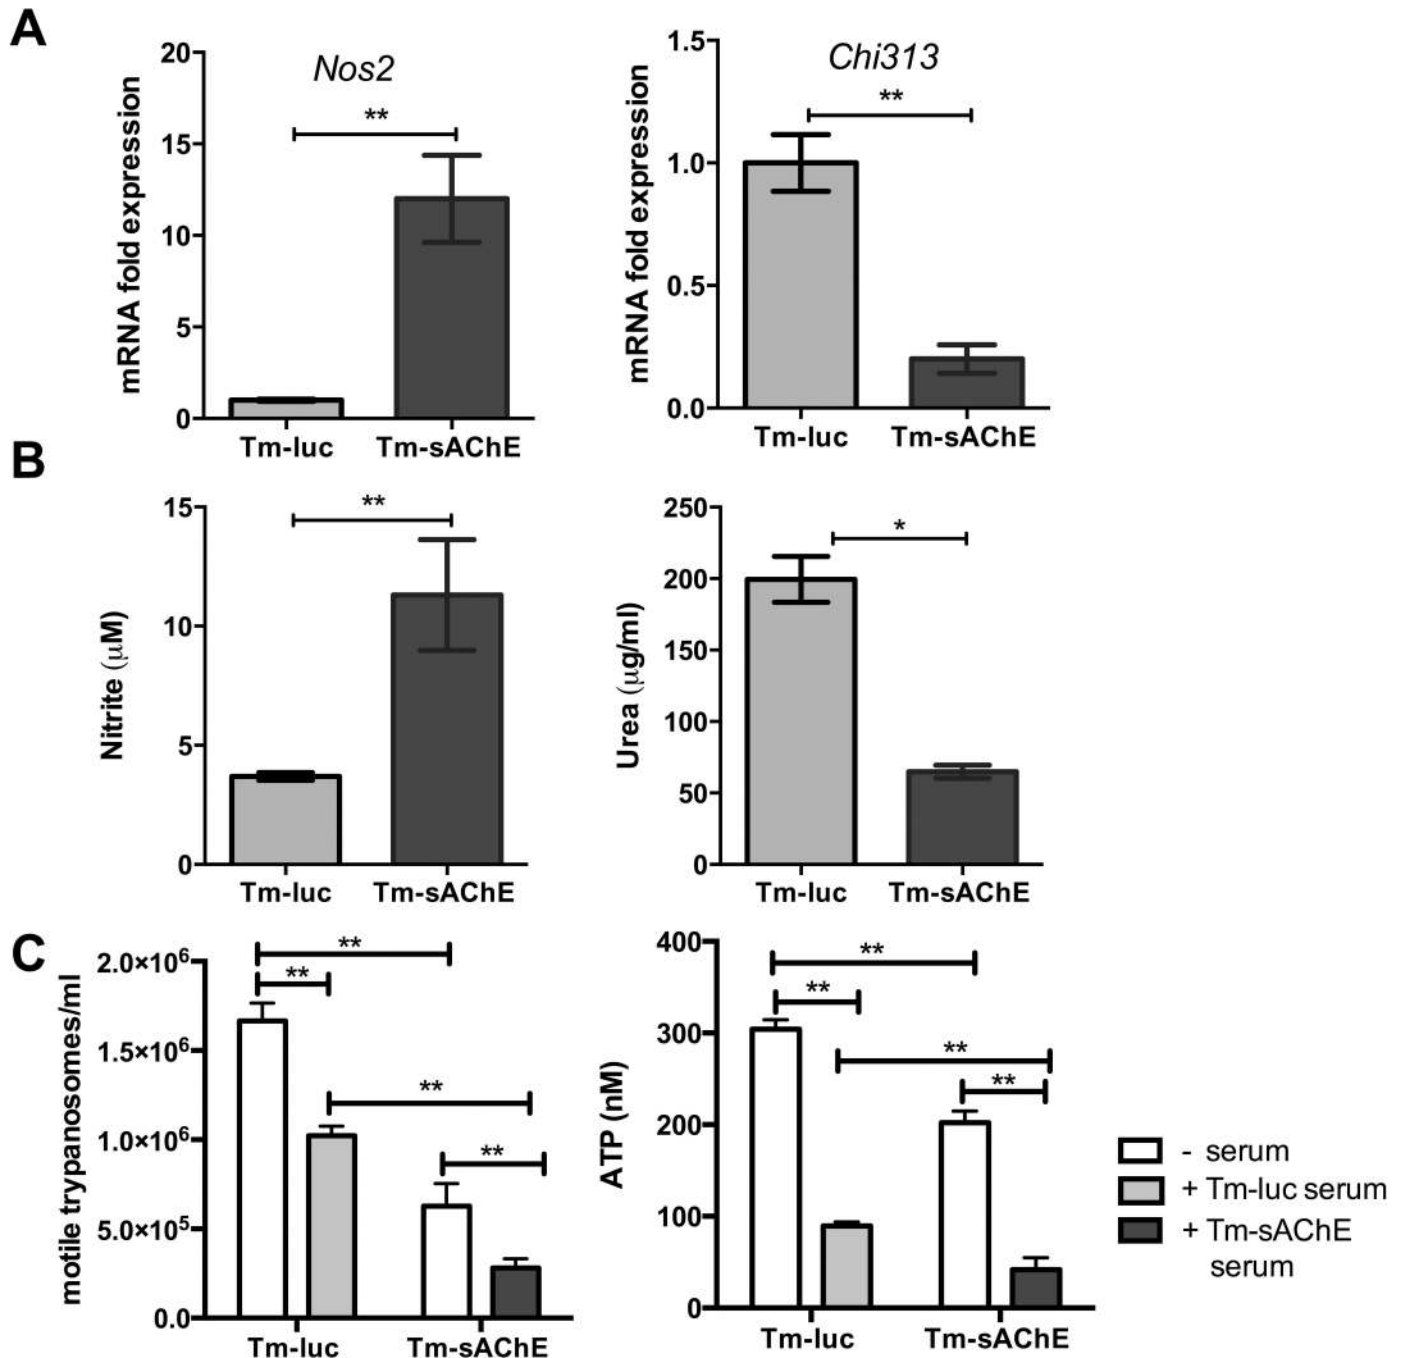 A
20
15
10
5
0
mRNA fold expression
Nos2
**
Tm-luc
Tm-sAChE
1.5
1.0
0.5
0.0
mRNA fold expression
Chi313
**
Tm-luc
Tm-sAChE
B
15
10
5
0
Nitrite (μM)
**
Tm-luc
Tm-sAChE
250
200
150
100
50
0
Urea (μg/ml)
*
Tm-luc
Tm-sAChE
C
2.0×10⁶
1.5×10⁶
1.0×10⁶
5.0×10⁵
0.0
motile trypanosomes/ml
**
**
**
**
Tm-luc
Tm-sAChE
400
300
200
100
0
ATP (nM)
**
**
**
**
Tm-luc
Tm-sAChE
- serum
+ Tm-luc serum
+ Tm-sAChE
serum